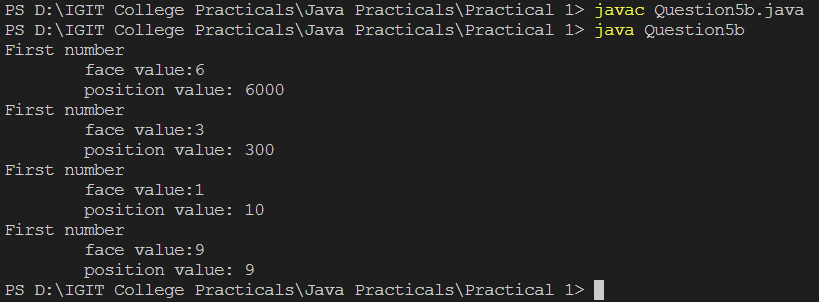 PS D:\IGIT College Practicals\Java Practicals\Practical 1> javac Question5b.java
PS D:\IGIT College Practicals\Java Practicals\Practical 1> java Question5b
First number
        face value:6
        position value: 6000
First number
        face value:3
        position value: 300
First number
        face value:1
        position value: 10
First number
        face value:9
        position value: 9
PS D:\IGIT College Practicals\Java Practicals\Practical 1>